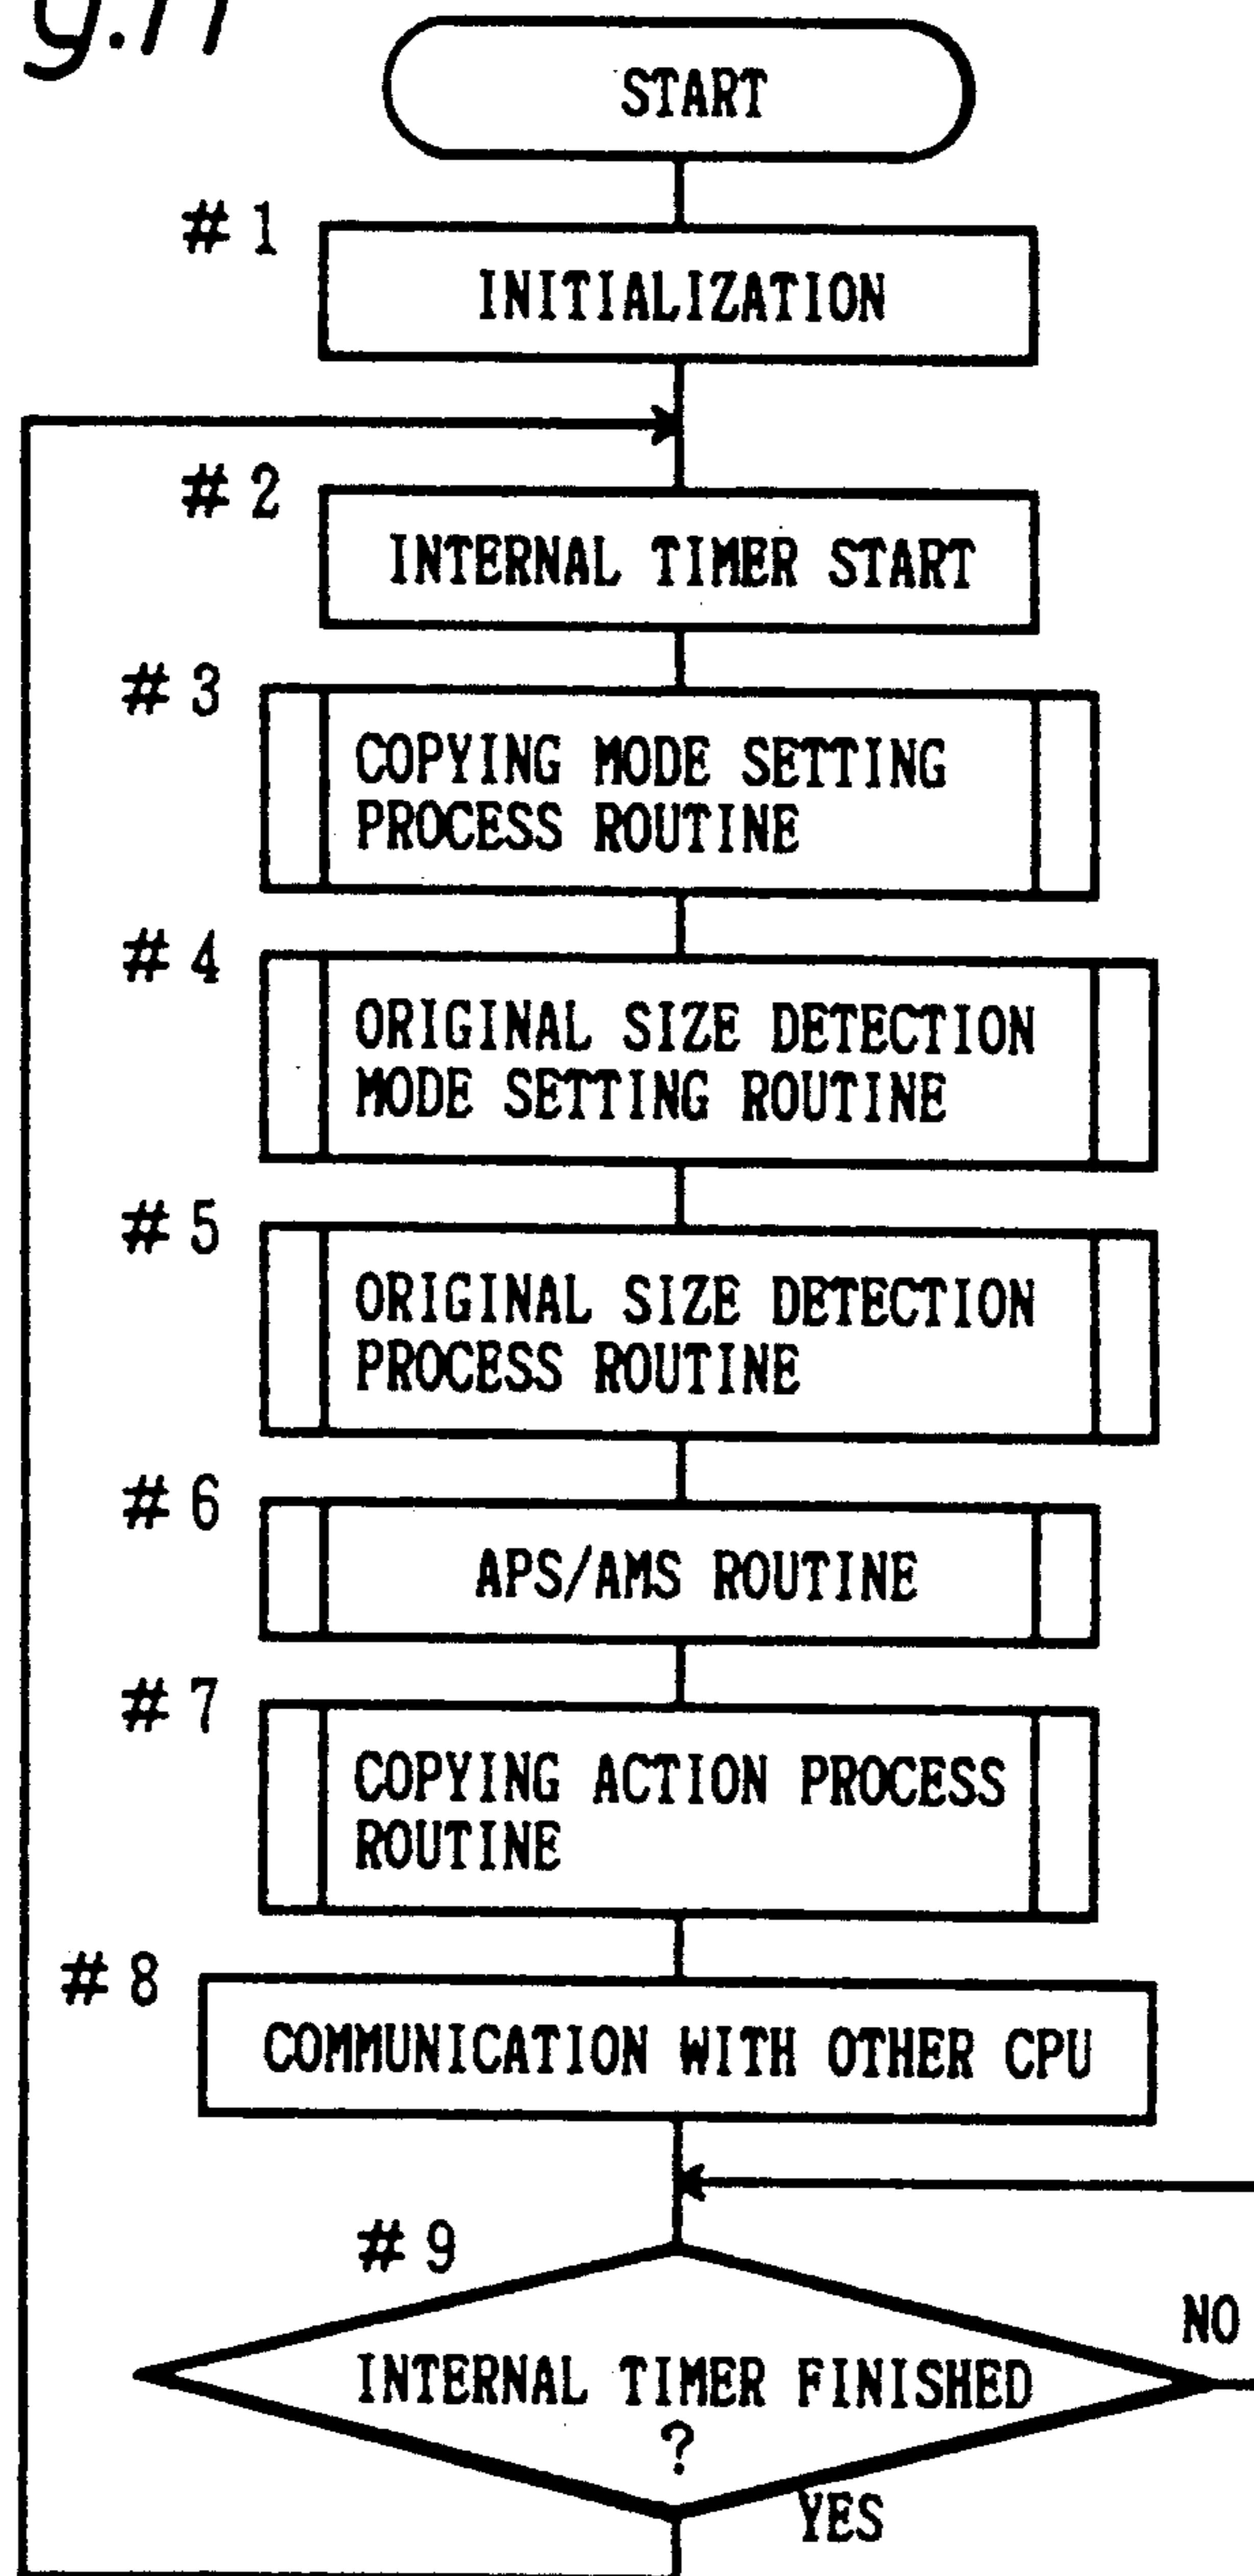 g.11
START
# 1
INITIALIZATION
# 2
INTERNAL TIMER START
# 3
COPYING MODE SETTING
PROCESS ROUTINE
# 4
ORIGINAL SIZE DETECTION
MODE SETTING ROUTINE
# 5
ORIGINAL SIZE DETECTION
PROCESS ROUTINE
# 6
APS/AMS ROUTINE
# 7
COPYING ACTION PROCESS
ROUTINE
# 8
COMMUNICATION WITH OTHER CPU
# 9
NO
INTERNAL TIMER FINISHED
?
YES